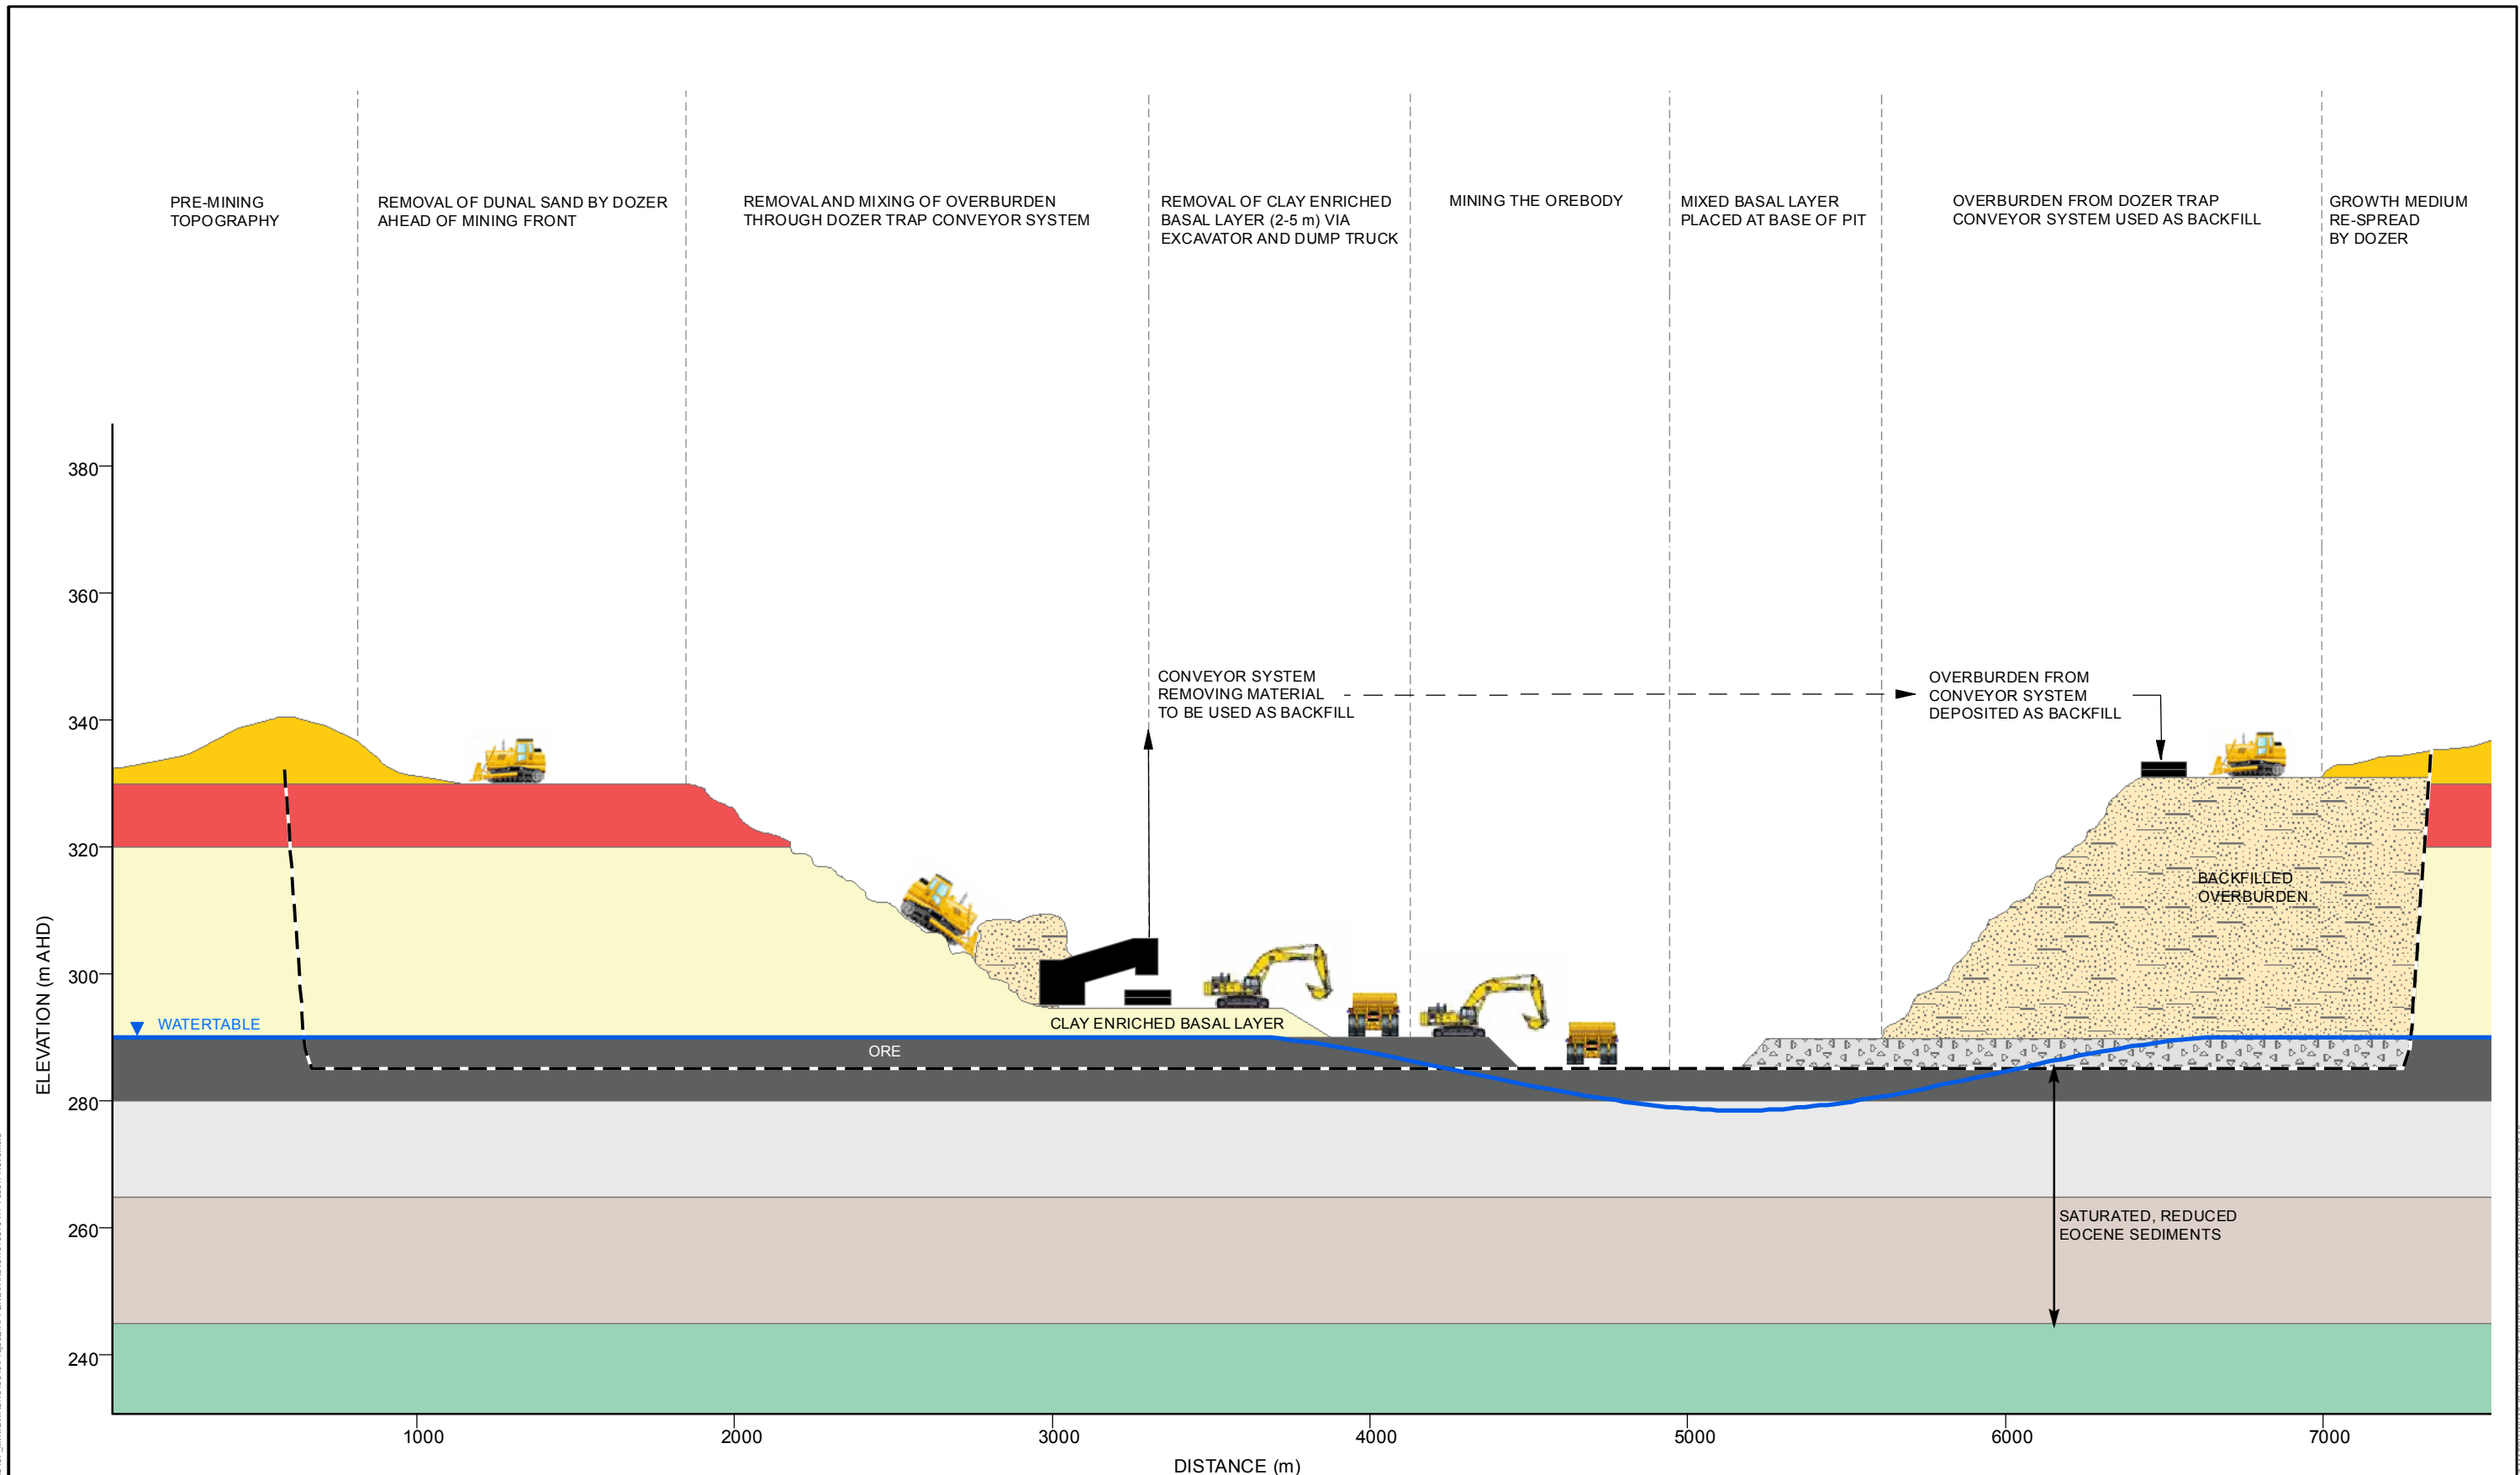 PRE-MINING
TOPOGRAPHY
REMOVAL OF DUNAL SAND BY DOZER
AHEAD OF MINING FRONT
REMOVAL AND MIXING OF OVERBURDEN
THROUGH DOZER TRAP CONVEYOR SYSTEM
REMOVAL OF CLAY ENRICHED
BASAL LAYER (2-5 m) VIA
EXCAVATOR AND DUMP TRUCK
MINING THE OREBODY
MIXED BASAL LAYER
PLACED AT BASE OF PIT
OVERBURDEN FROM DOZER TRAP
CONVEYOR SYSTEM USED AS BACKFILL
GROWTH MEDIUM
RE-SPREAD
BY DOZER
CONVEYOR SYSTEM
REMOVING MATERIAL
TO BE USED AS BACKFILL
OVERBURDEN FROM
CONVEYOR SYSTEM
DEPOSITED AS BACKFILL
BACKFILLED
OVERBURDEN
WATERTABLE
CLAY ENRICHED BASAL LAYER
ORE
SATURATED, REDUCED
EOCENE SEDIMENTS
ELEVATION (m AHD)
380
360
340
320
300
280
260
240
1000
2000
3000
4000
5000
6000
7000
DISTANCE (m)